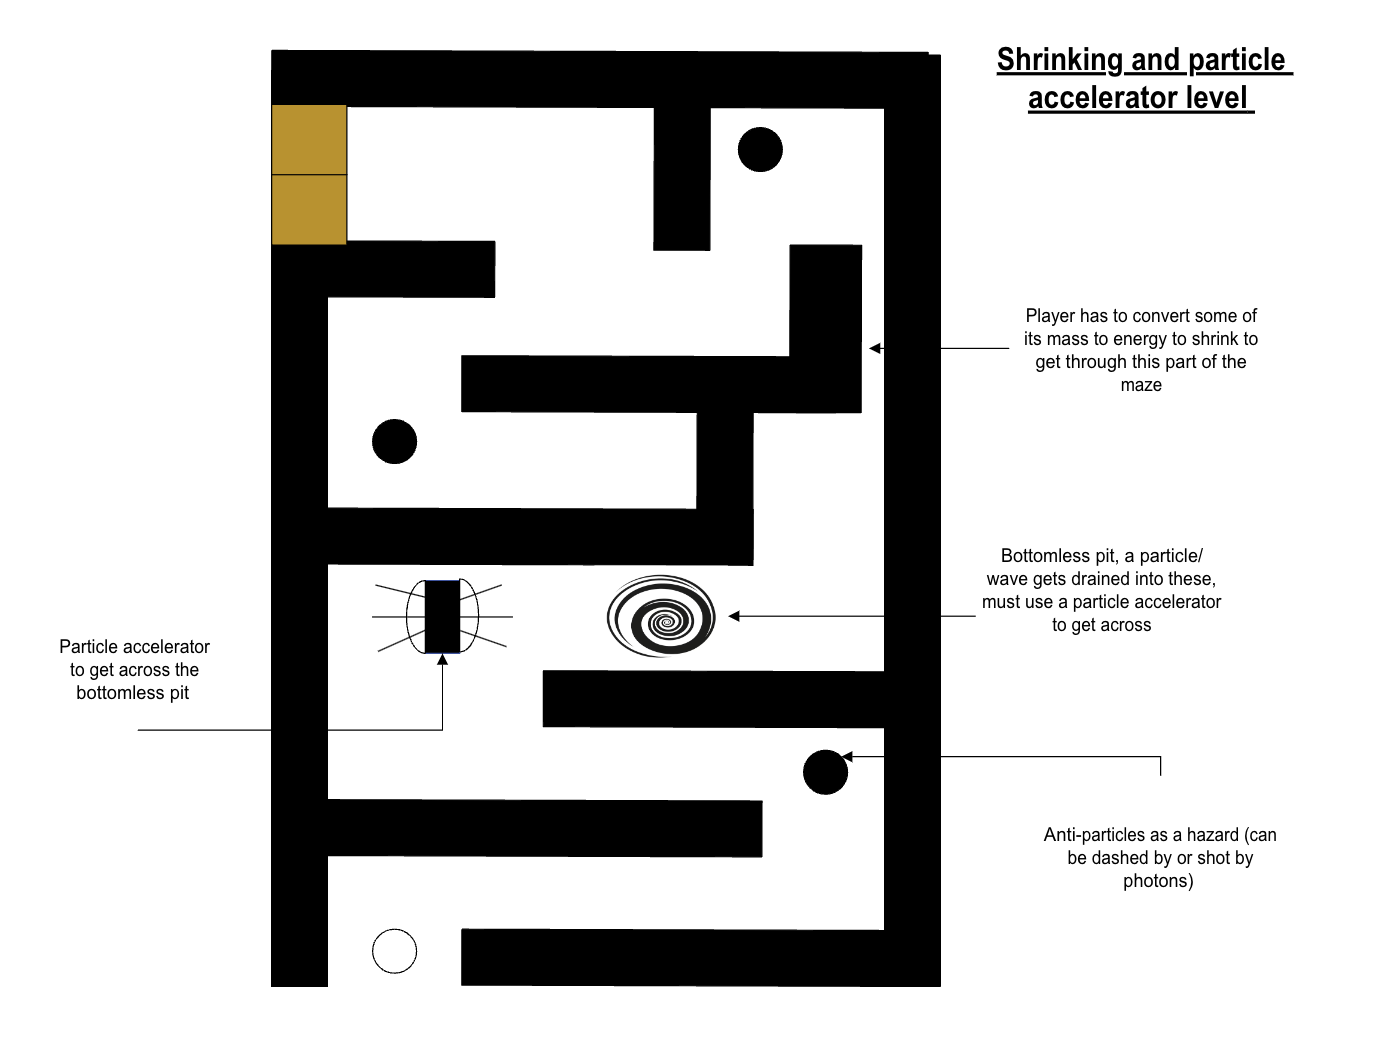 Shrinking and particle
accelerator level
Player has to convert some of
its mass to energy to shrink to
get through this part of the
maze
Bottomless pit, a particle/
wave gets drained into these,
must use a particle accelerator
to get across
Particle accelerator
to get across the
bottomless pit
Anti-particles as a hazard (can
be dashed by or shot by
photons)